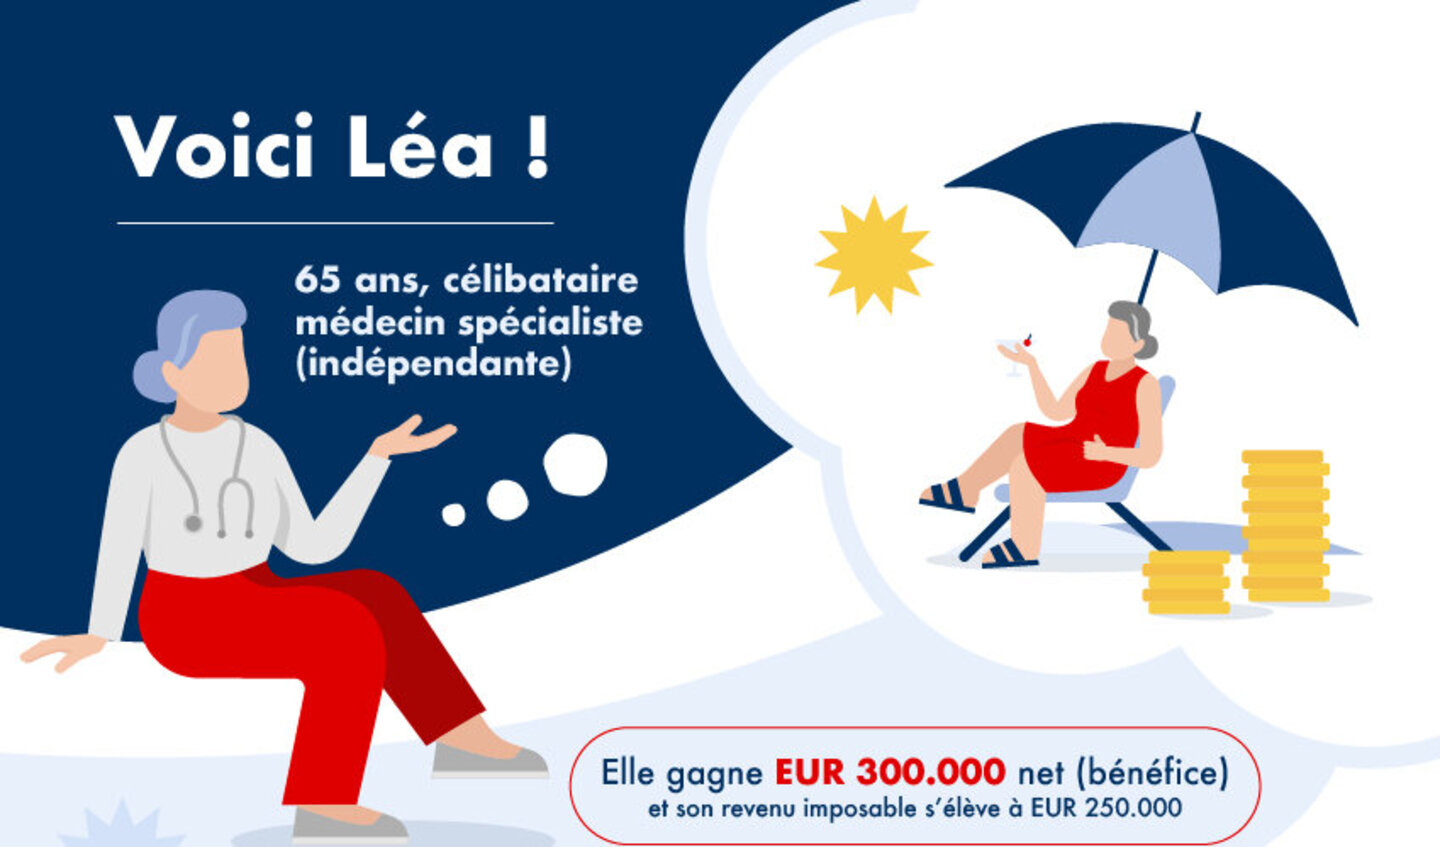 Voici Léa !
65 ans, célibataire
médecin spécialiste
(indépendante)
Elle gagne EUR 300.000 net (bénéfice)
et son revenu imposable s'élève à EUR 250.000